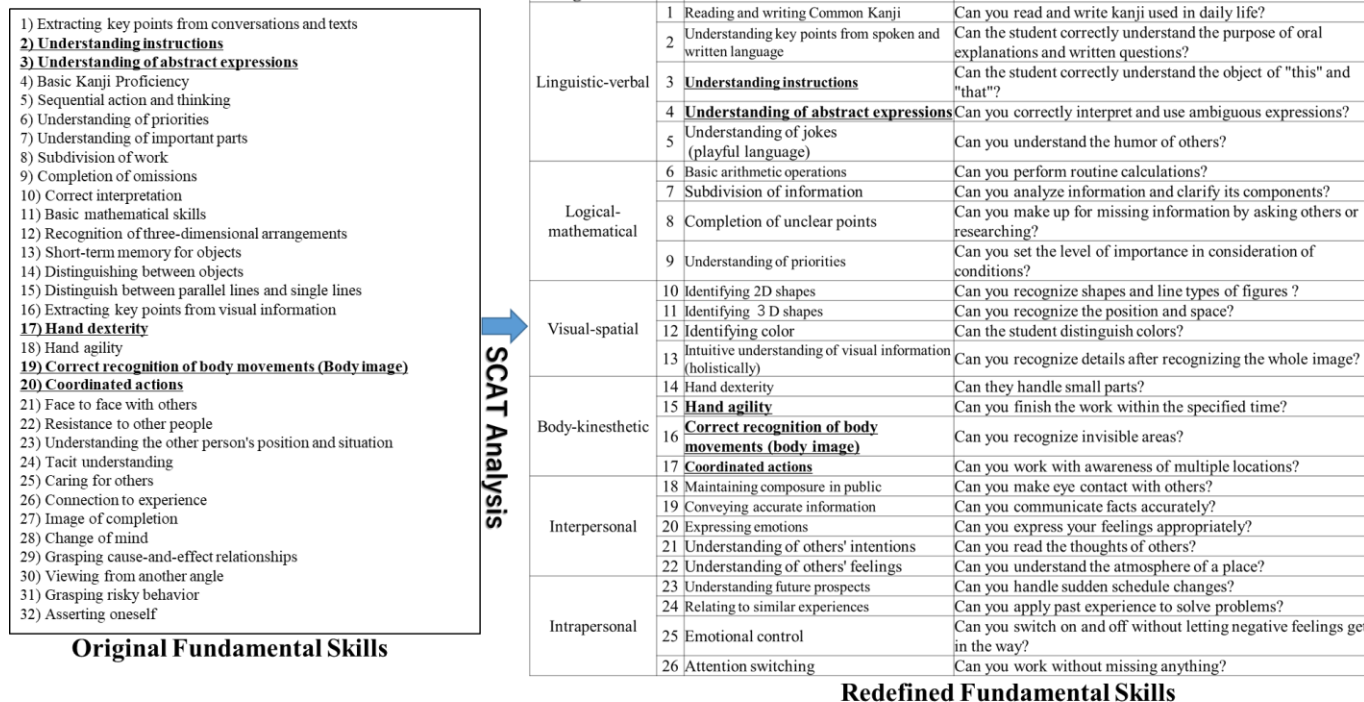 1) Extracting key points from conversations and texts
2) Understanding instructions
3) Understanding of abstract expressions
4) Basic Kanji Proficiency
5) Sequential action and thinking
6) Understanding of priorities
7) Understanding of important parts
8) Subdivision of work
9) Completion of omissions
10) Correct interpretation
11) Basic mathematical skills
12) Recognition of three-dimensional arrangements
13) Short-term memory for objects
14) Distinguishing between objects
15) Distinguish between parallel lines and single lines
16) Extracting key points from visual information
17) Hand dexterity
18) Hand agility
19) Correct recognition of body movements (Body image)
20) Coordinated actions
21) Face to face with others
22) Resistance to other people
23) Understanding the other person's position and situation
24) Tacit understanding
25) Caring for others
26) Connection to experience
27) Image of completion
28) Change of mind
29) Grasping cause-and-effect relationships
30) Viewing from another angle
31) Grasping risky behavior
32) Asserting oneself
Original Fundamental Skills
SCAT Analysis
Linguistic-verbal
1 Reading and writing Common Kanji Can you read and write kanji used in daily life?
2 Understanding key points from spoken and
written language
Can the student correctly understand the purpose of oral
explanations and written questions?
3 Understanding instructions
Can the student correctly understand the object of "this" and
"that"?
4 Understanding of abstract expressions Can you correctly interpret and use ambiguous expressions?
5 Understanding of jokes
(playful language)
Can you understand the humor of others?
Logical-
mathematical
6 Basic arithmetic operations Can you perform routine calculations?
7 Subdivision of information Can you analyze information and clarify its components?
8 Completion of unclear points
Can you make up for missing information by asking others or
researching?
9 Understanding of priorities
Can you set the level of importance in consideration of
conditions?
Visual-spatial
10 Identifying 2D shapes Can you recognize shapes and line types of figures ?
11 Identifying 3 D shapes Can you recognize the position and space?
12 Identifying color Can the student distinguish colors?
13 Intuitive understanding of visual information
(holistically)
Can you recognize details after recognizing the whole image?
Body-kinesthetic
14 Hand dexterity Can they handle small parts?
15 Hand agility Can you finish the work within the specified time?
16 Correct recognition of body
movements (body image)
Can you recognize invisible areas?
17 Coordinated actions Can you work with awareness of multiple locations?
Interpersonal
18 Maintaining composure in public Can you make eye contact with others?
19 Conveying accurate information Can you communicate facts accurately?
20 Expressing emotions Can you express your feelings appropriately?
21 Understanding of others' intentions Can you read the thoughts of others?
22 Understanding of others' feelings Can you understand the atmosphere of a place?
Intrapersonal
23 Understanding future prospects Can you handle sudden schedule changes?
24 Relating to similar experiences Can you apply past experience to solve problems?
25 Emotional control
Can you switch on and off without letting negative feelings get
in the way?
26 Attention switching Can you work without missing anything?
Redefined Fundamental Skills